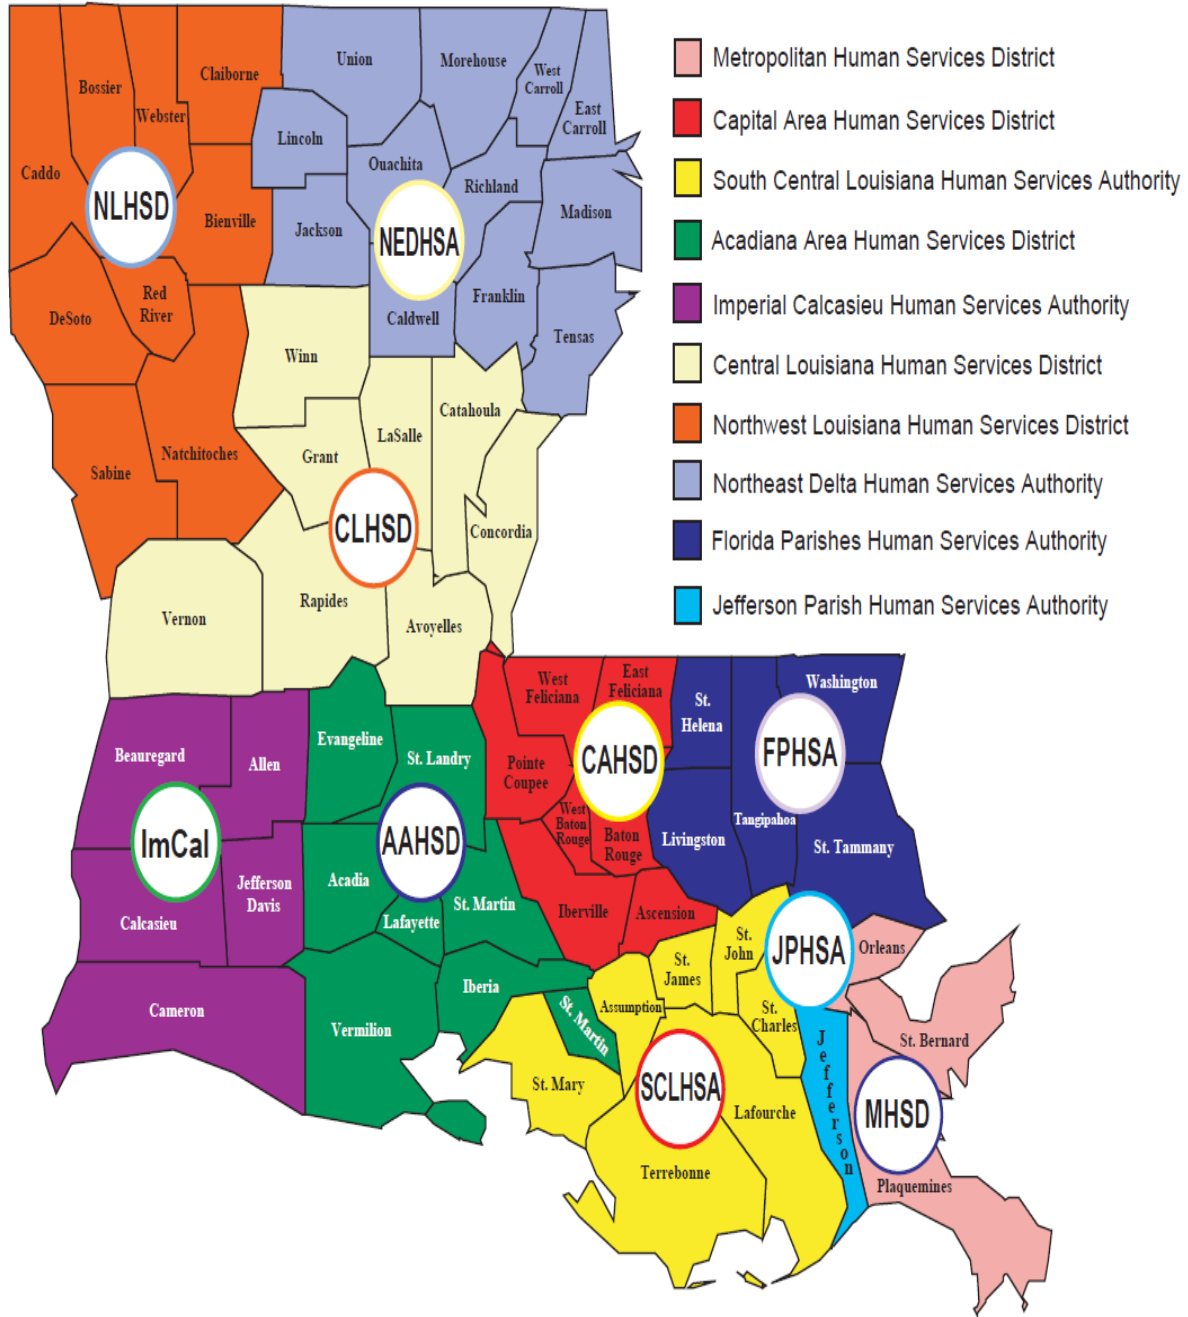 Union
Morehouse
West
Carroll
East
Carroll
Claiborne
Bossier
Webster
Caddo
Lincoln
Ouachita
Richland
Madison
NLHSD
Bienville
Jackson
NEDHSA
Franklin
Tensas
Caldwell
DeSoto
Red
River
Winn
Catahoula
LaSalle
Grant
Natchitoches
Sabine
CLHSD
Concordia
Rapides
Vernon
Avoyelles
Metropolitan Human Services District
Capital Area Human Services District
South Central Louisiana Human Services Authority
Acadiana Area Human Services District
Imperial Calcasieu Human Services Authority
Central Louisiana Human Services District
Northwest Louisiana Human Services District
Northeast Delta Human Services Authority
Florida Parishes Human Services Authority
Jefferson Parish Human Services Authority
West
Feliciana
East
Feliciana
St.
Helena
Washington
Beauregard
Allen
Evangeline
St. Landry
Pointe
Coupee
CAHSD
FPHSA
West
Baton
Rouge
Baton
Rouge
Livingston
Tangipahoa
St. Tammany
ImCal
AAHSD
Acadia
Jefferson
Davis
Calcasieu
Lafayette
St. Martin
Iberville
Ascension
St.
John
JPHSA
Orleans
St.
James
Iberia
St. Martin
Assumption
St.
Charles
Cameron
Vermilion
St. Bernard
Jefferson
St. Mary
SCLHSA
Lafourche
MHSD
Terrebonne
Plaquemines